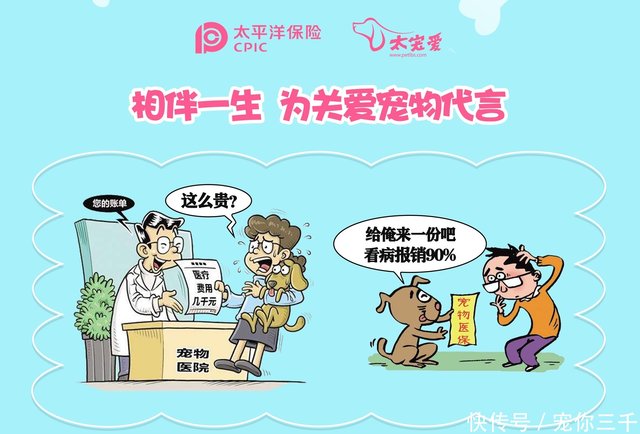 太平洋保险
CPIC
太宠爱
www.petibt.com
相伴一生 为关爱宠物代言
您的账单
这么贵?
医疗
费用
几千元
宠物
医院
给俺来一份吧
看病报销90%
宠物医保
快传号 / 宠你三千